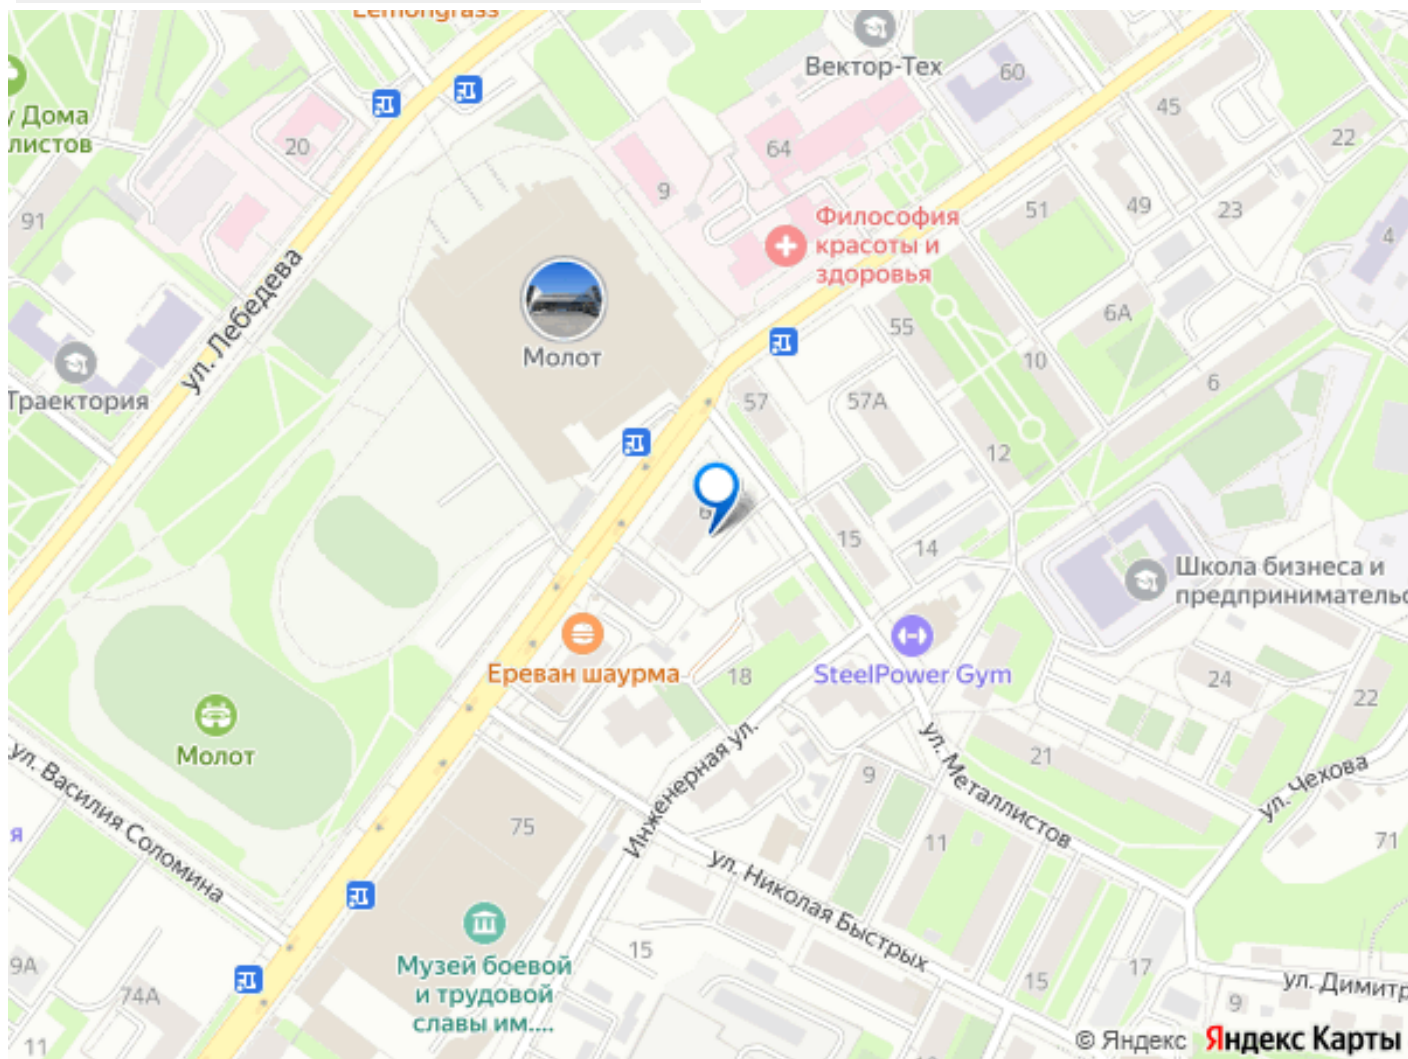 Lemongrass
Вектор-Тех
60
45
у Дома
листов
20
64
22
9
91
51
49
23
4
Философия
красоты и
здоровья
ул. Лебедева
55
6А
Молот
10
6
Траектория
57
57А
12
15
14
Школа бизнеса и
предпринимательс
Ереван шаурма
18
SteelPower Gym
24
22
Молот
ул. Василия Соломина
Инженерная ул.
ул. Металлистов
21
ул. Чехова
9
75
11
71
я
ул. Николая Быстрых
Музей боевой
и трудовой
славы им....
15
9А
74А
15
17
9
ул. Димитр
11
© Яндекс Яндекс Карты